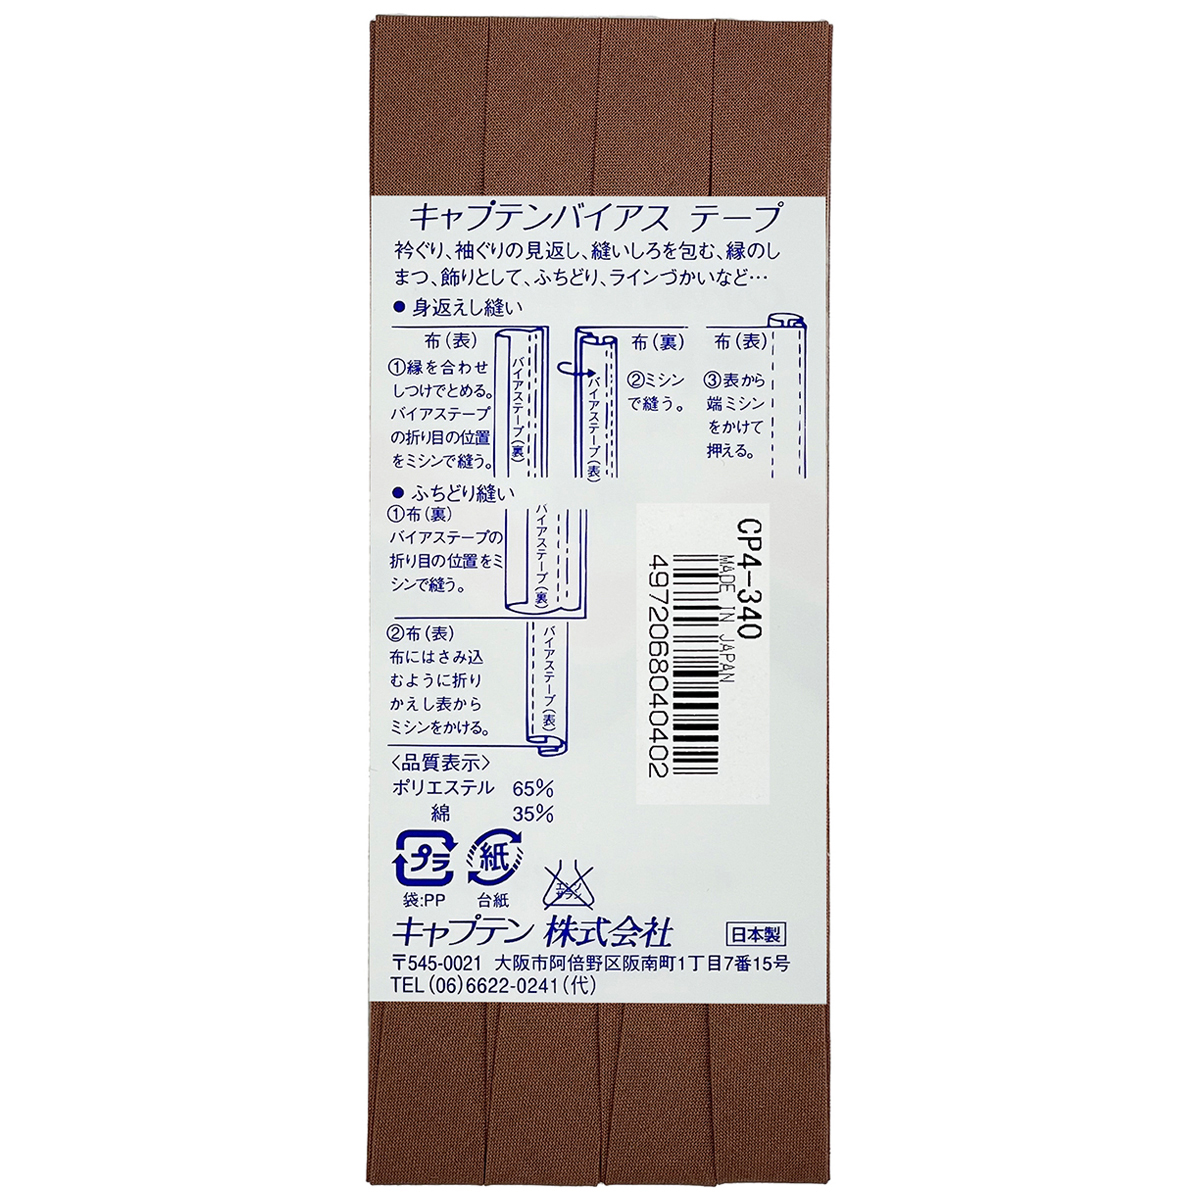 キャプテンバイアス テープ
衿ぐり、袖ぐりの見返し、縫いしろを包む、縁のし
まつ、飾りとして、ふちどり、ラインづかいなど…
● 身返えし縫い
布(表)
①縁を合わせ
しつけでとめる。
バイアステープ
の折り目の位置
をミシンで縫う。
バイアステープ(裏)
バイアステープ(表)
布(裏)
②ミシン
で縫う。
布(表)
③表から
端ミシン
をかけて
押える。
● ふちどり縫い
①布(裏)
バイアステープの
折り目の位置をミ
シンで縫う。
バイアステープ(裏)
②布(表)
布にはさみ込
むように折り
かえし表から
ミシンをかける。
バイアステープ(表)
CP4-340
MADE IN JAPAN
4972068040402
〈品質表示〉
ポリエステル 65%
綿 35%
プラ
袋:PP
紙
台紙
エンソ
サラシ
キャプテン 株式会社
日本製
〒545-0021 大阪市阿倍野区阪南町1丁目7番15号
TEL(06)6622-0241(代)